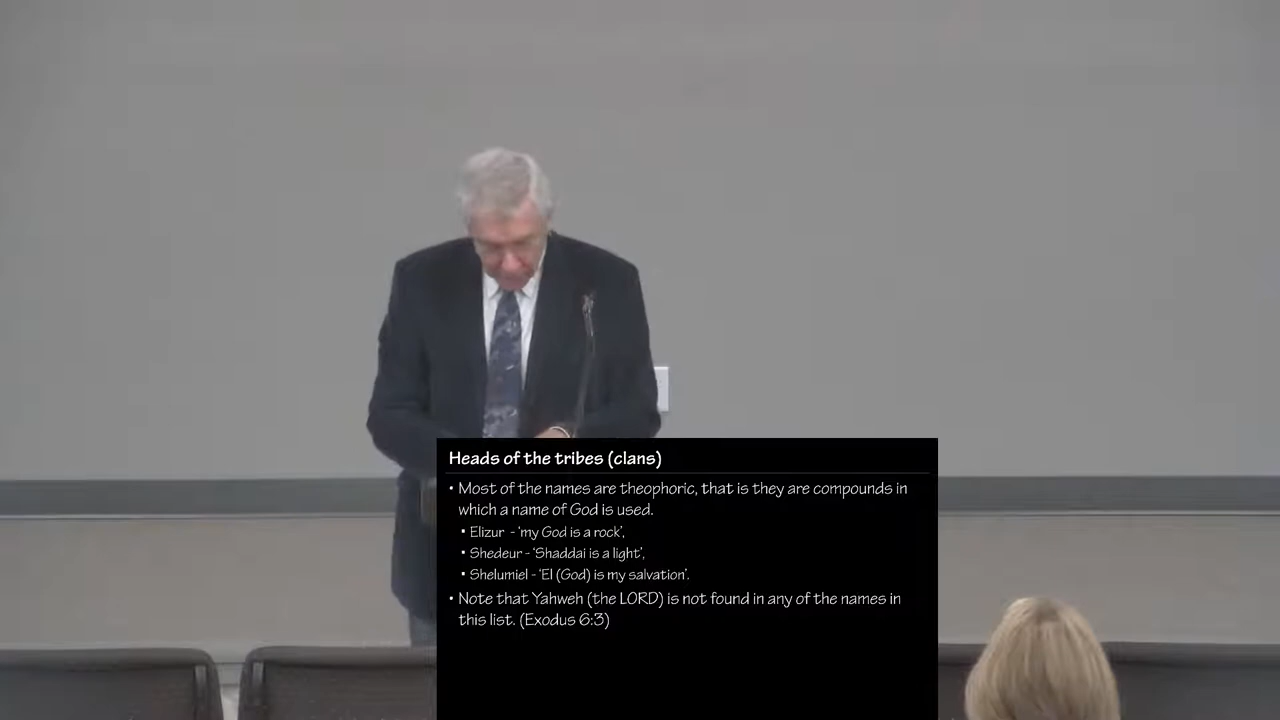 Heads of the tribes (clans)
• Most of the names are theophoric, that is they are compounds in
which a name of God is used.
▪ Elizur - 'my God is a rock',
▪ Shedeur - 'Shaddai is a light',
▪ Shelumiel - 'El (God) is my salvation'.
• Note that Yahweh (the LORD) is not found in any of the names in
this list. (Exodus 6:3)